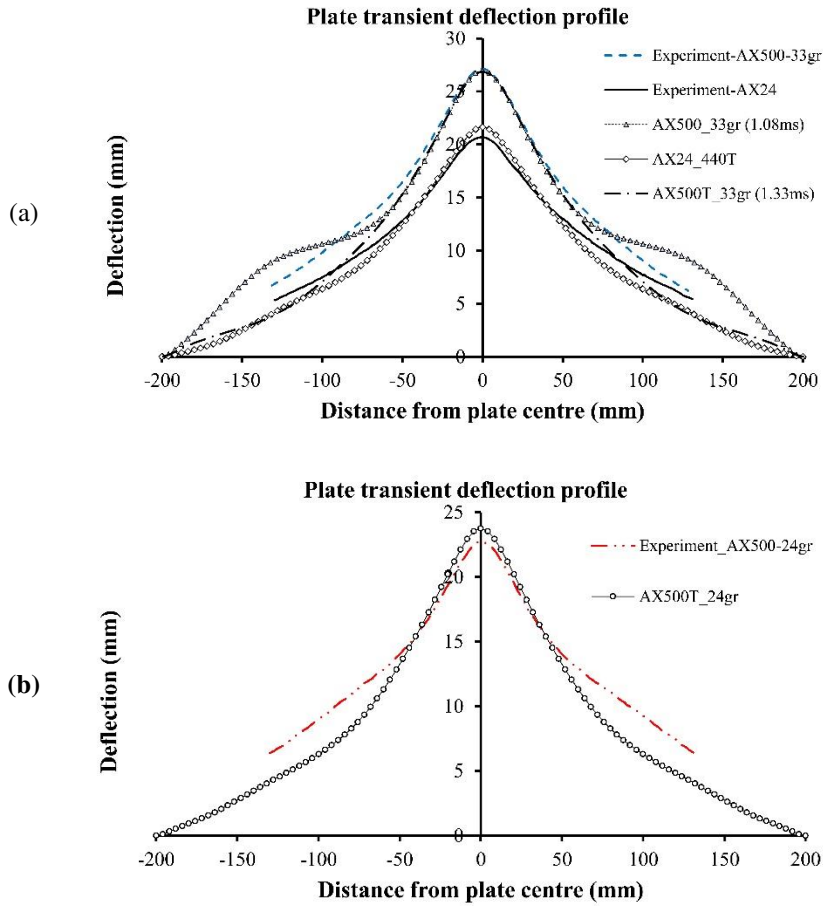 (a)
Plate transient deflection profile
Deflection (mm)
30
25
20
15
10
5
0
-200 -150 -100 -50 0 50 100 150 200
Distance from plate centre (mm)
Experiment-AX500-33gr
Experiment-AX24
AX500_33gr (1.08ms)
AX24_440T
AX500T_33gr (1.33ms)
(b)
Plate transient deflection profile
Deflection (mm)
25
20
15
10
5
0
-200 -150 -100 -50 0 50 100 150 200
Distance from plate centre (mm)
Experiment_AX500-24gr
AX500T_24gr